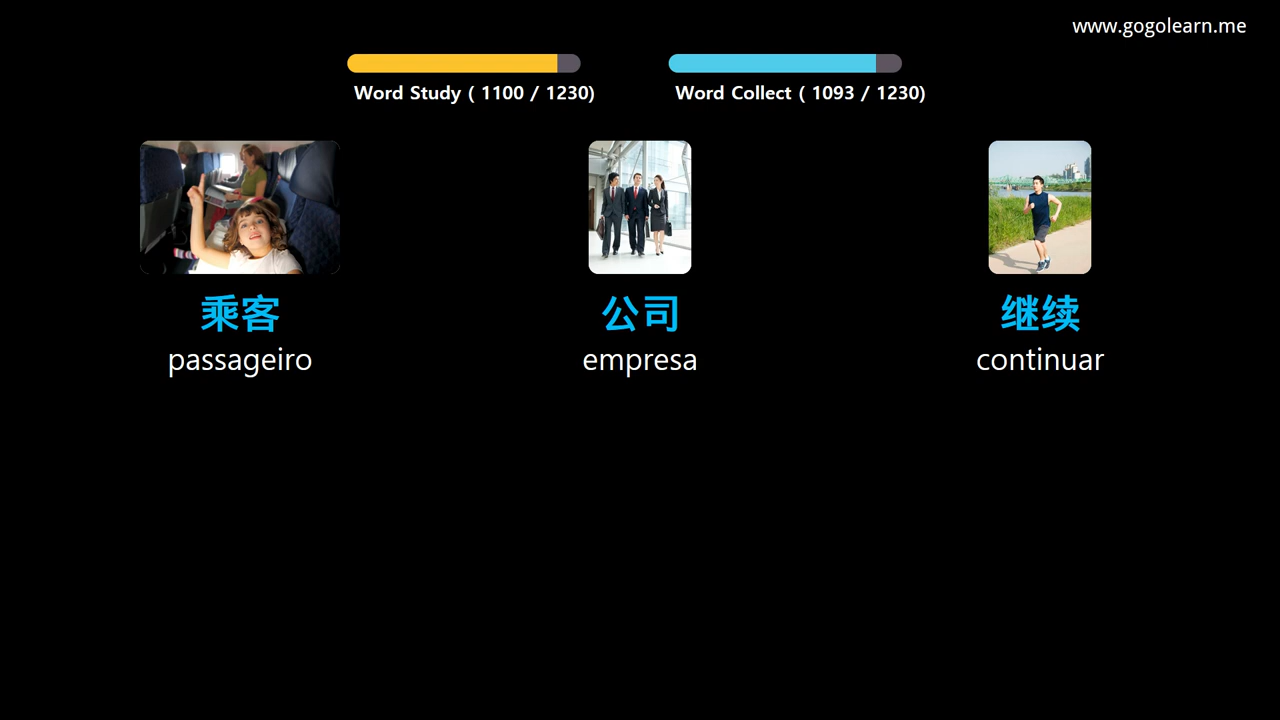 www.gogolearn.me
Word Study ( 1100 / 1230)
Word Collect ( 1093 / 1230)
乘客
公司
继续
passageiro
empresa
continuar